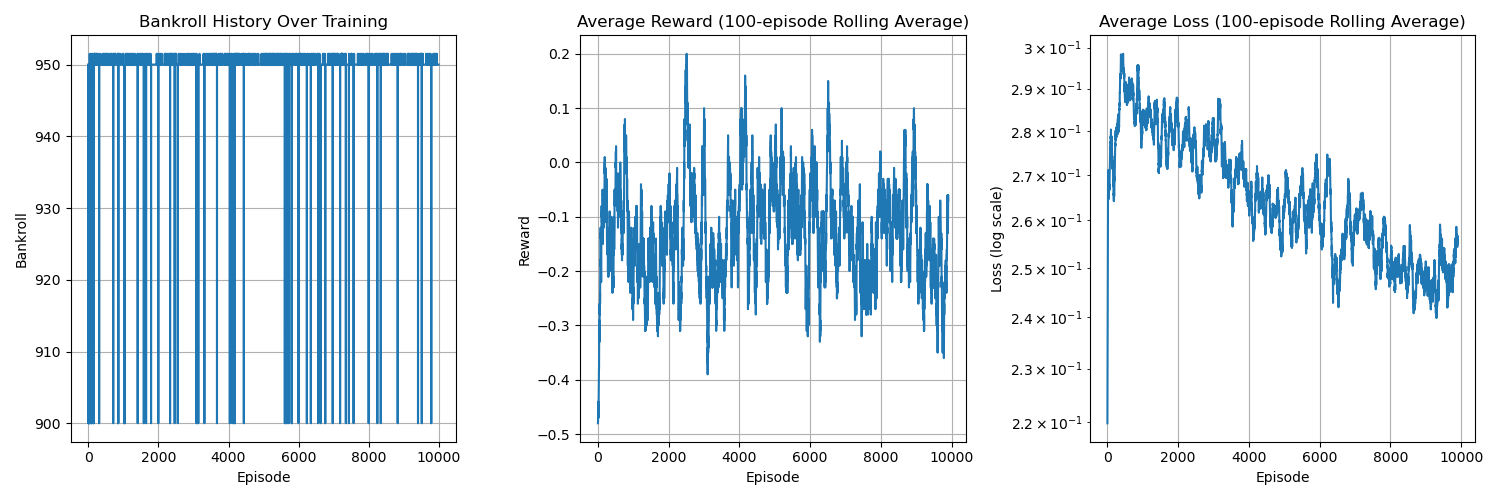 Bankroll History Over Training
950
940
930
920
910
900
Bankroll
0 2000 4000 6000 8000 10000
Episode
Average Reward (100-episode Rolling Average)
0.2
0.1
0.0
−0.1
−0.2
−0.3
−0.4
−0.5
Reward
0 2000 4000 6000 8000 10000
Episode
Average Loss (100-episode Rolling Average)
3 × 10⁻¹
2.9 × 10⁻¹
2.8 × 10⁻¹
2.7 × 10⁻¹
2.6 × 10⁻¹
2.5 × 10⁻¹
2.4 × 10⁻¹
2.3 × 10⁻¹
2.2 × 10⁻¹
Loss (log scale)
0 2000 4000 6000 8000 10000
Episode